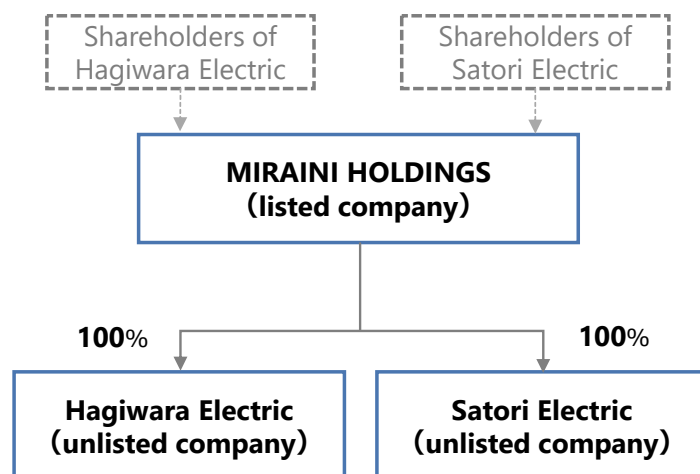 Shareholders of
Hagiwara Electric
Shareholders of
Satori Electric
MIRAINI HOLDINGS
（listed company）
100%
100%
Hagiwara Electric
（unlisted company）
Satori Electric
（unlisted company）